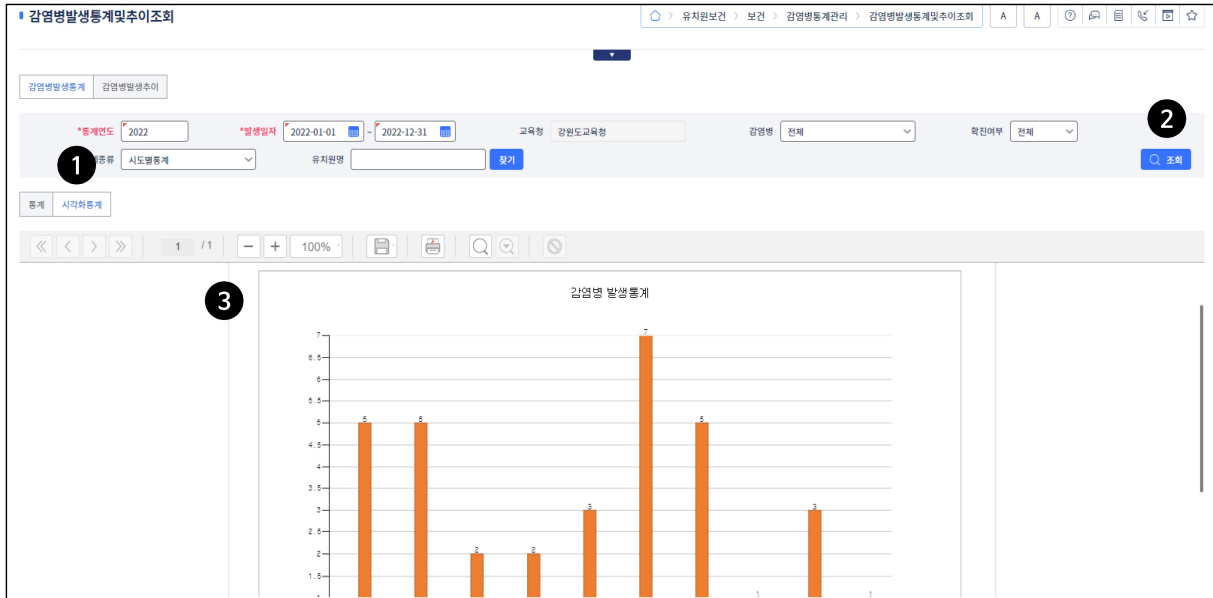 감염병발생통계및추이조회
유치원보건 > 보건 > 감염병통계관리 > 감염병발생통계및추이조회 A A
감염병발생통계 감염병발생추이
*통계연도 2022 *발생일자 2022-01-01 ~ 2022-12-31 교육청 강원도교육청 감염병 전체 확진여부 전체
2
1 종류 시도별통계 유치원명 찾기 조회
통계 시각화통계
1 / 1 − + 100%
3
감염병 발생통계
7
7
6.5
6
5.5
5
5 5 5
4.5
4
3.5
3
3 3
2.5
2
2 2
1.5
1
1 1